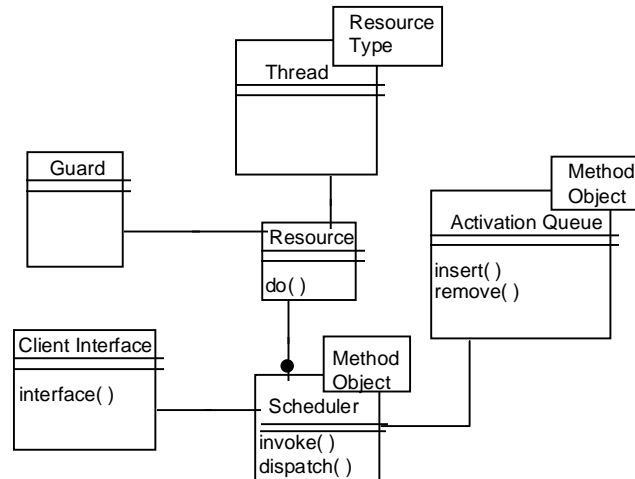 Resource
Type
Thread
Guard
Method
Object
Activation Queue
insert( )
remove( )
Resource
do( )
Client Interface
interface( )
Method
Object
Scheduler
invoke( )
dispatch( )